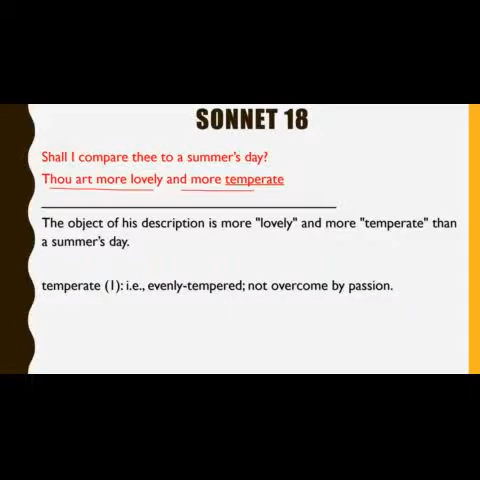 SONNET 18
Shall I compare thee to a summer's day?
Thou art more lovely and more temperate
The object of his description is more "lovely" and more "temperate" than
a summer's day.
temperate (1): i.e., evenly-tempered; not overcome by passion.